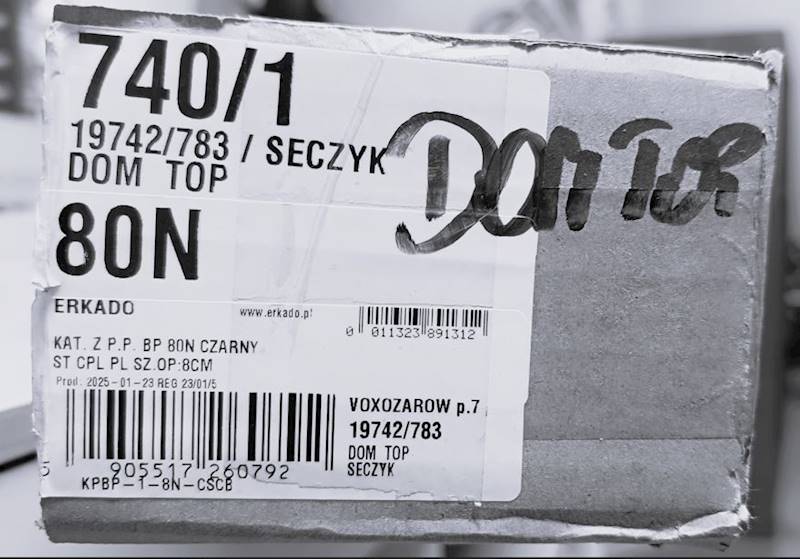 740/1
19742/783 / SECZYK
DOM TOP
Dom Top
80N
ERKADO www.erkado.pl
0 011323 891312
KAT. Z P.P. BP 80N CZARNY
ST CPL PL SZ.OP:8CM
Prod. 2025-01-23 REG 23/01/5
VOXOZAROW p.7
19742/783
DOM TOP
SECZYK
5 905517 260792
KPBP-1-8N-CSCB